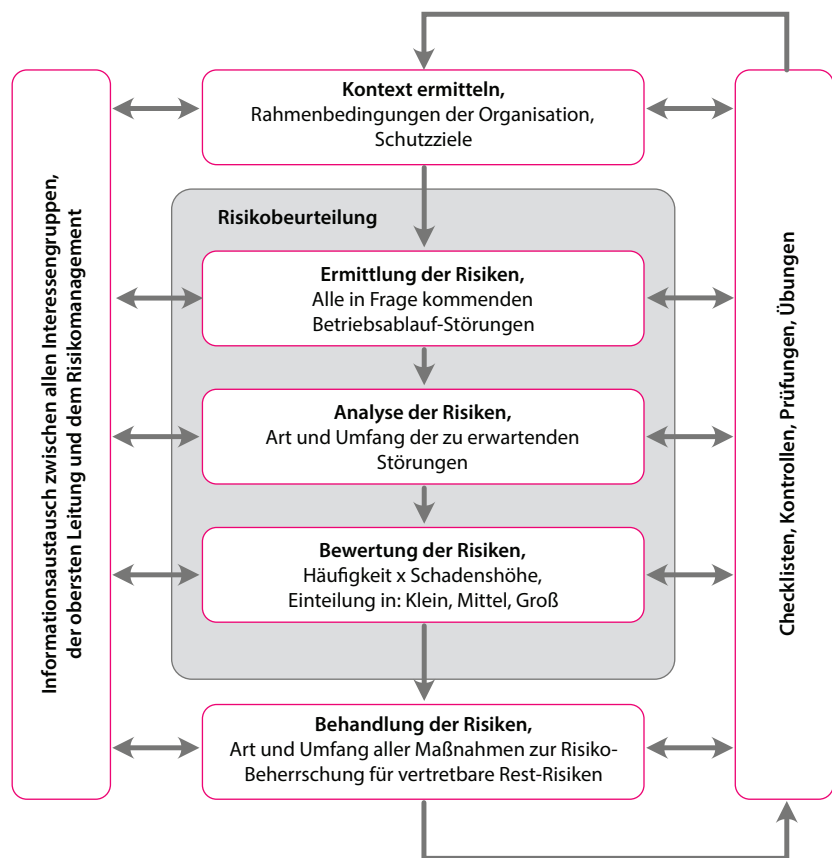 Kontext ermitteln,
Rahmenbedingungen der Organisation,
Schutzziele
Informationsaustausch zwischen allen Interessengruppen,
der obersten Leitung und dem Risikomanagement
Risikobeurteilung
Ermittlung der Risiken,
Alle in Frage kommenden
Betriebsablauf-Störungen
Analyse der Risiken,
Art und Umfang der zu erwartenden
Störungen
Bewertung der Risiken,
Häufigkeit x Schadenshöhe,
Einteilung in: Klein, Mittel, Groß
Behandlung der Risiken,
Art und Umfang aller Maßnahmen zur Risiko-
Beherrschung für vertretbare Rest-Risiken
Checklisten, Kontrollen, Prüfungen, Übungen